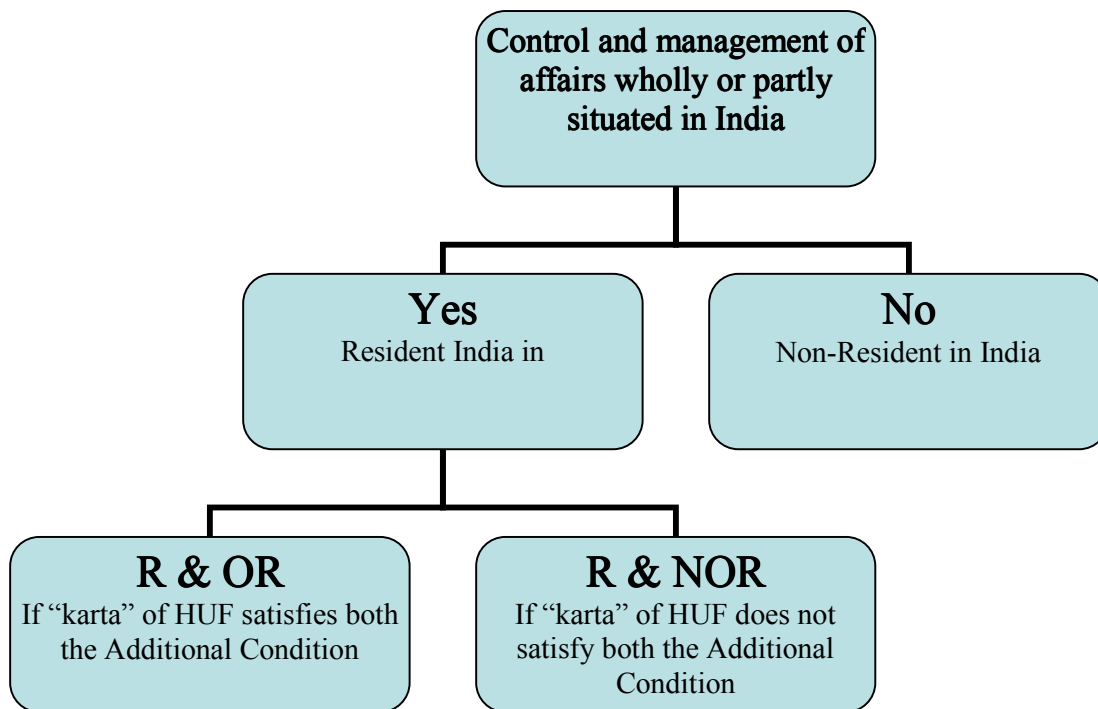 Control and management of
affairs wholly or partly
situated in India
Yes
Resident India in
No
Non-Resident in India
R & OR
If “karta” of HUF satisfies both
the Additional Condition
R & NOR
If “karta” of HUF does not
satisfy both the Additional
Condition